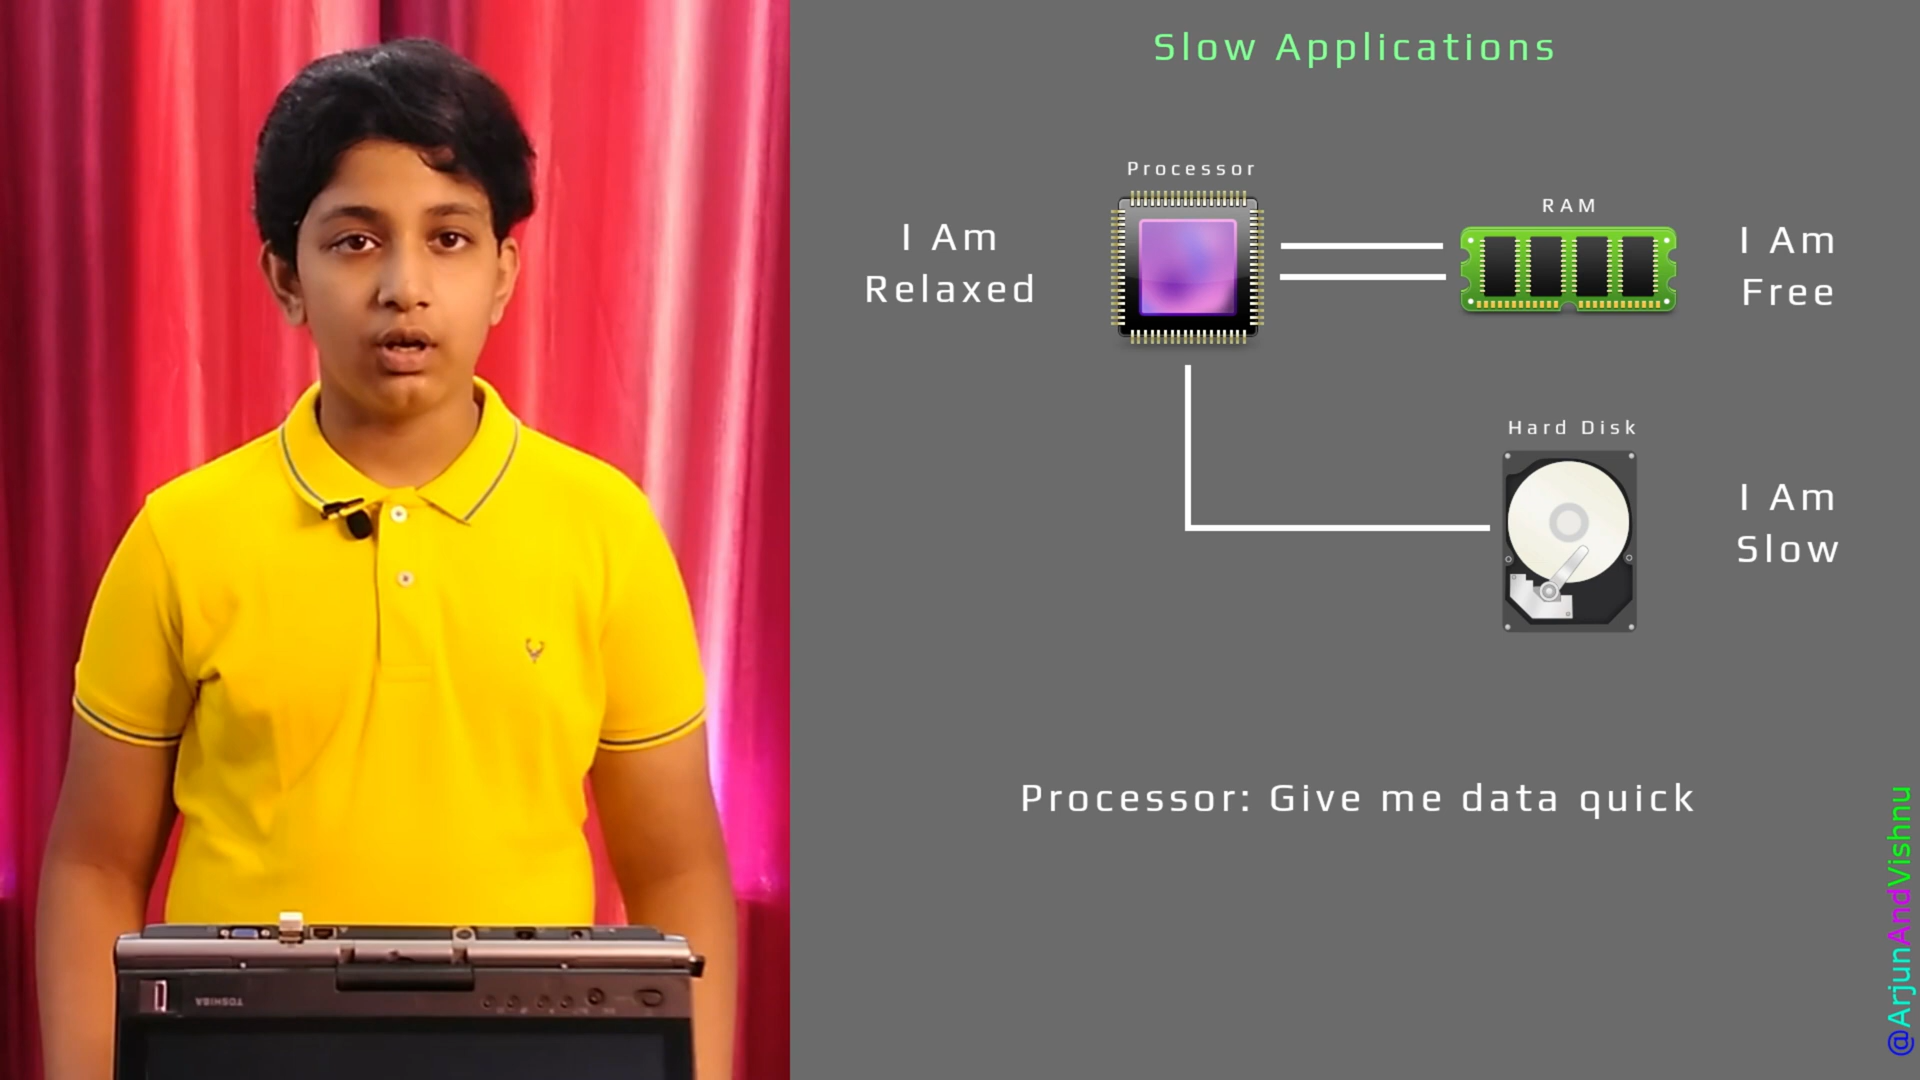 Slow Applications
Processor
RAM
I Am
Relaxed
I Am
Free
Hard Disk
I Am
Slow
Processor: Give me data quick
@ArjunAndVishnu
TOSHIBA